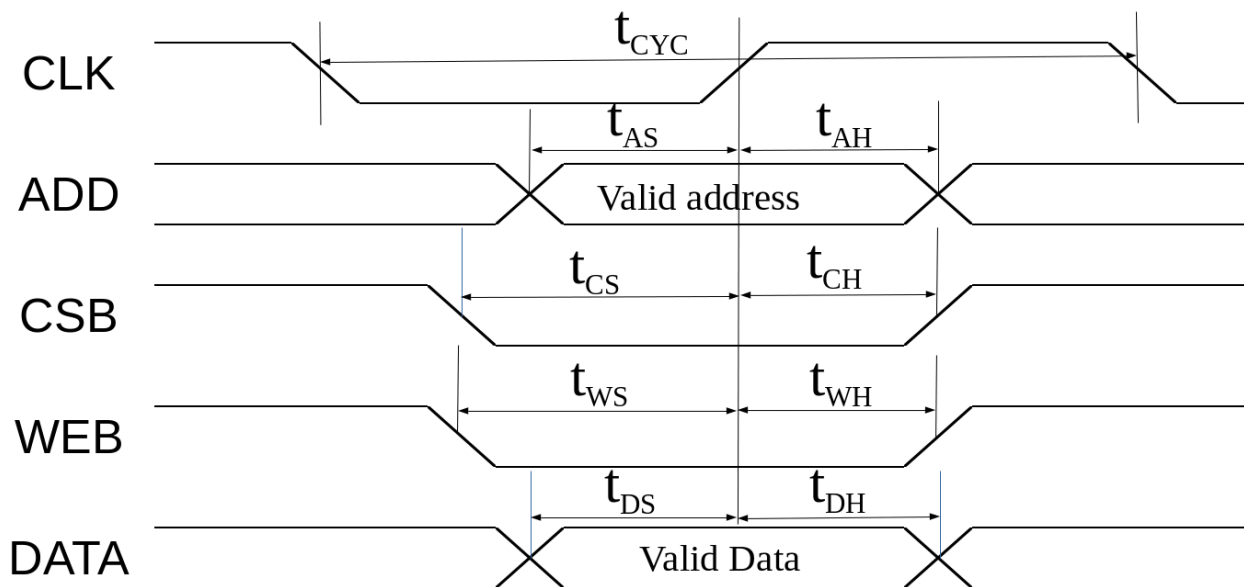 tCYC
CLK
tAS tAH
ADD Valid address
tCS tCH
CSB
tWS tWH
WEB
tDS tDH
DATA Valid Data